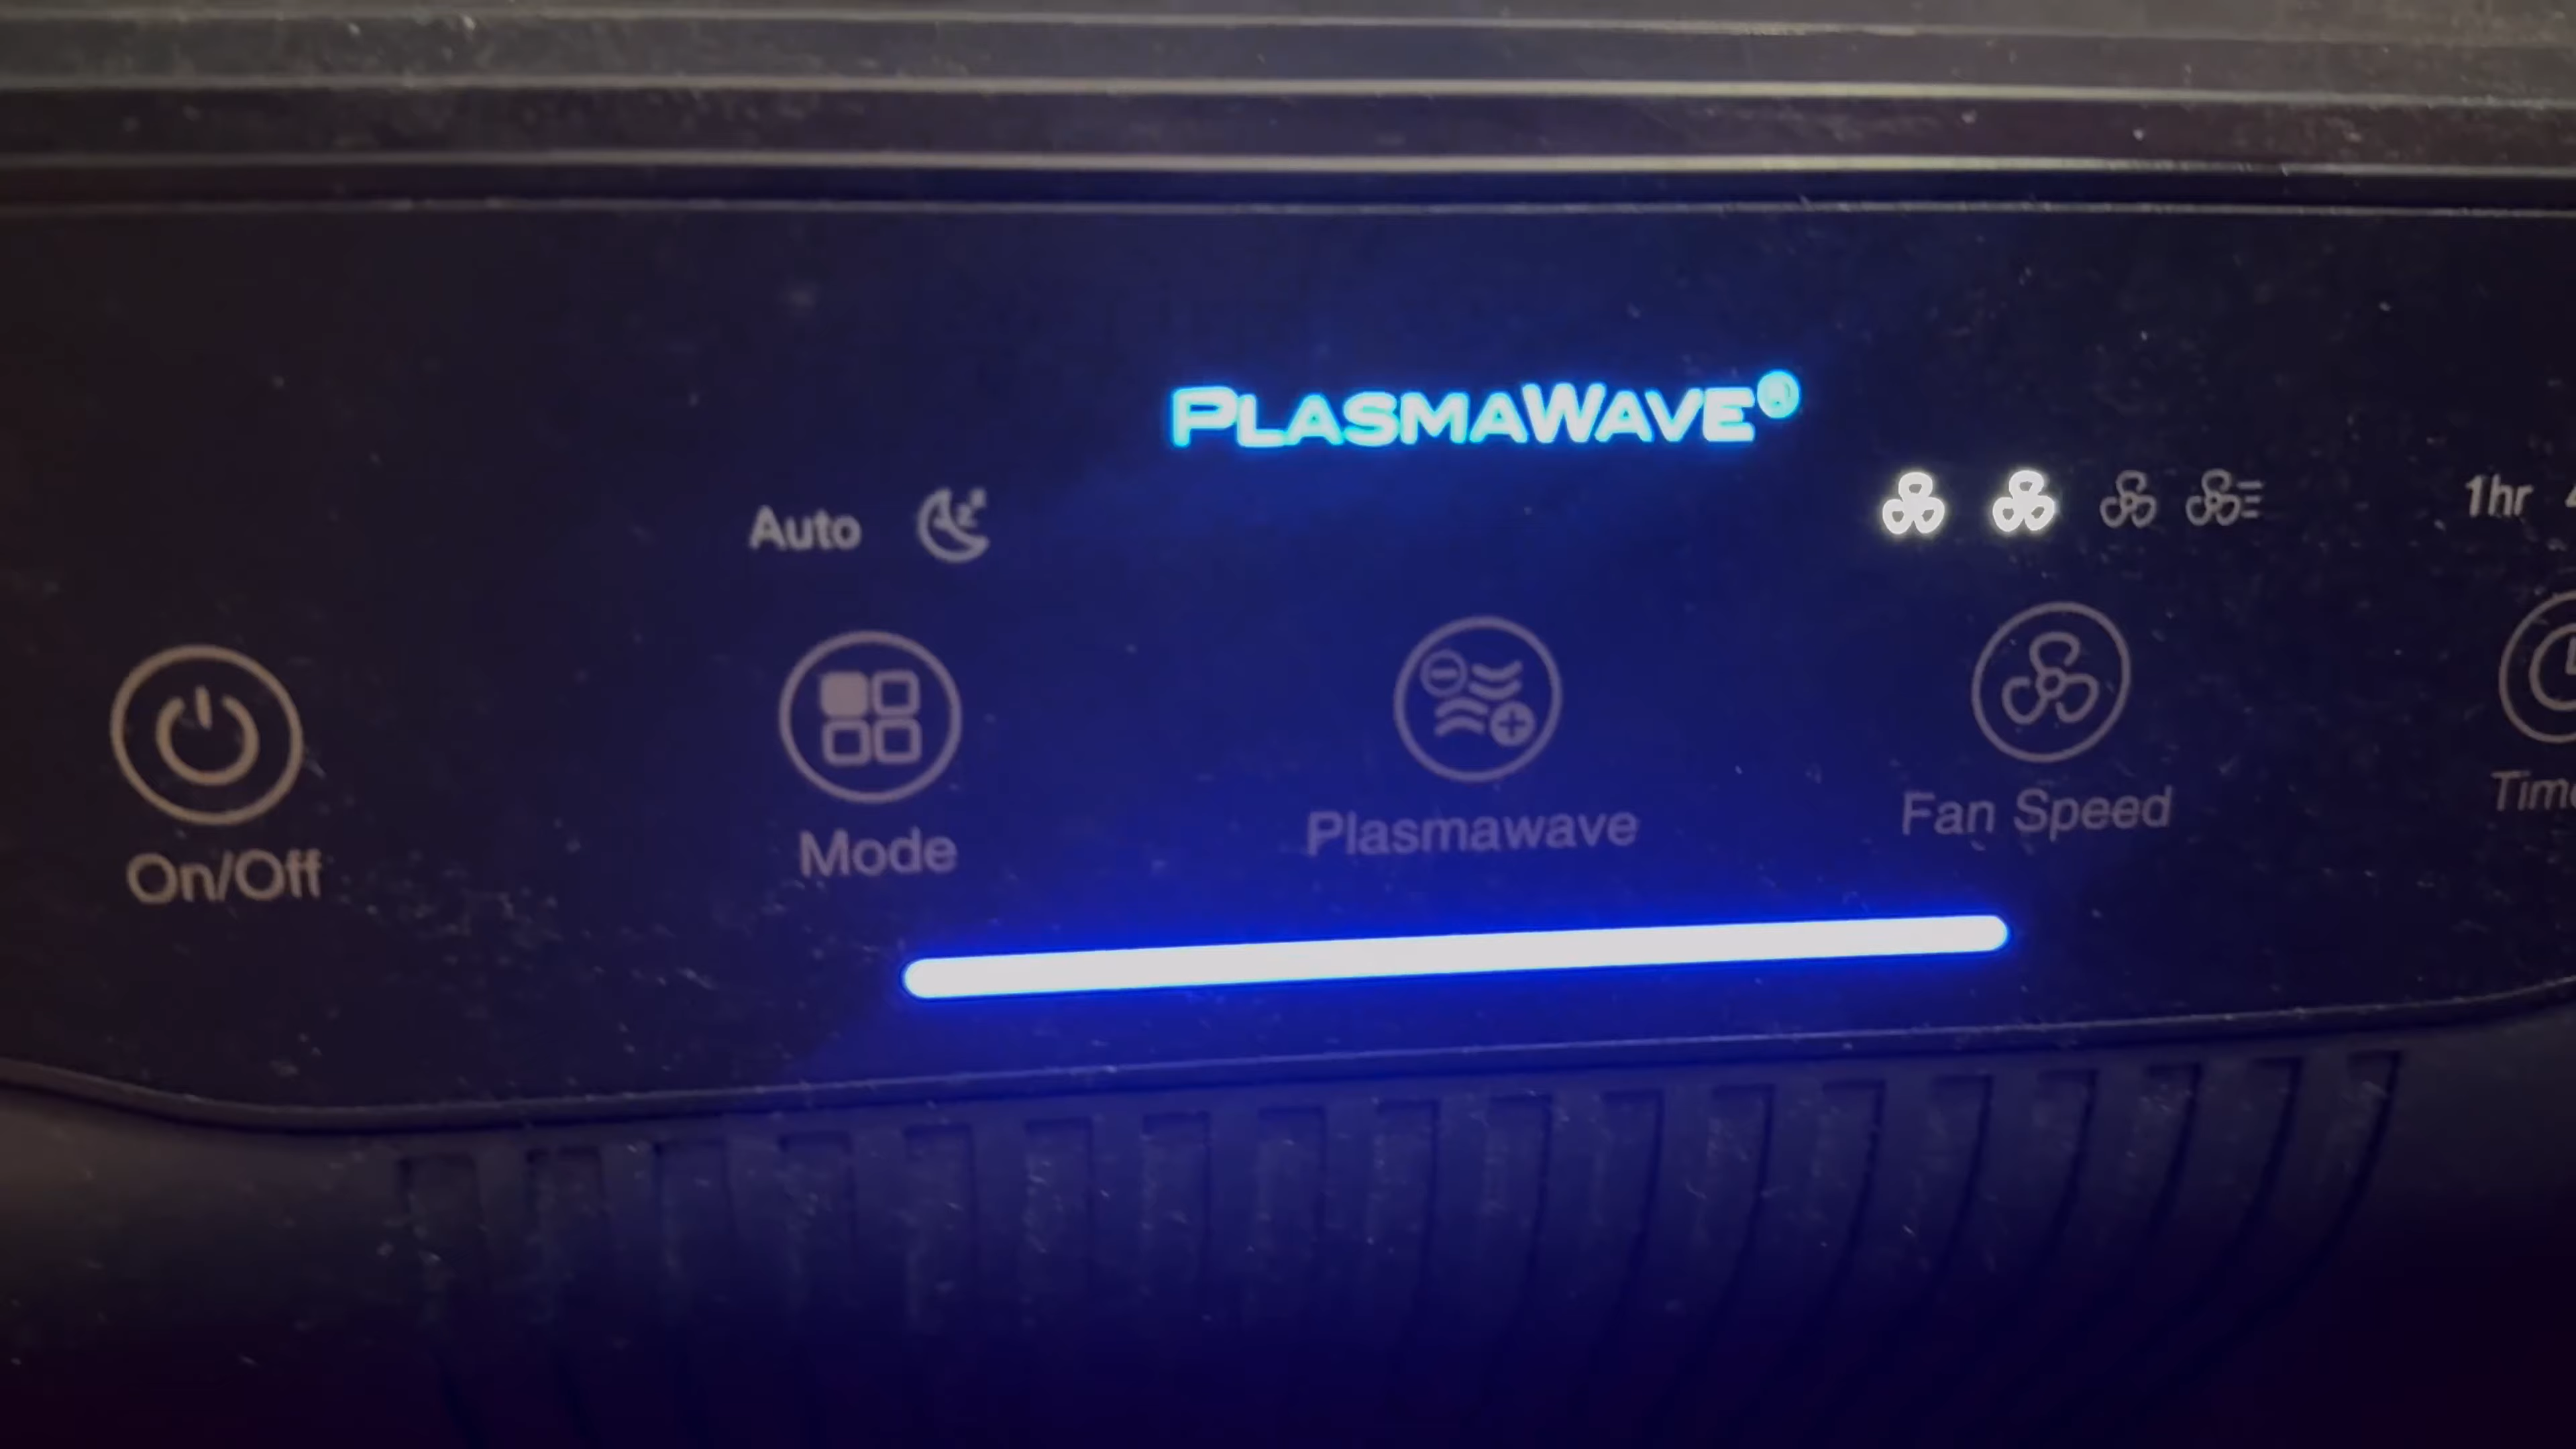 PLASMAWAVE®
Auto
1hr
On/Off
Mode
Plasmawave
Fan Speed